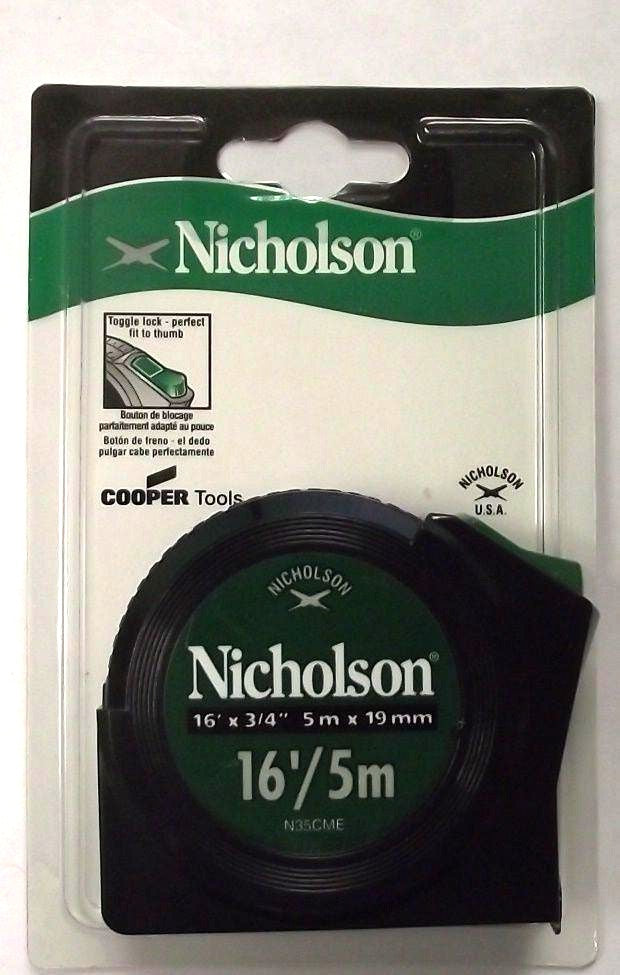 Nicholson®
Toggle lock - perfect
fit to thumb
Bouton de blocage
parfaitement adapté au pouce
Botón de freno - el dedo
pulgar cabe perfectamente
COOPER Tools
NICHOLSON
U.S.A.
NICHOLSON
Nicholson®
16' x 3/4" 5 m x 19 mm
16'/5m
N35CME